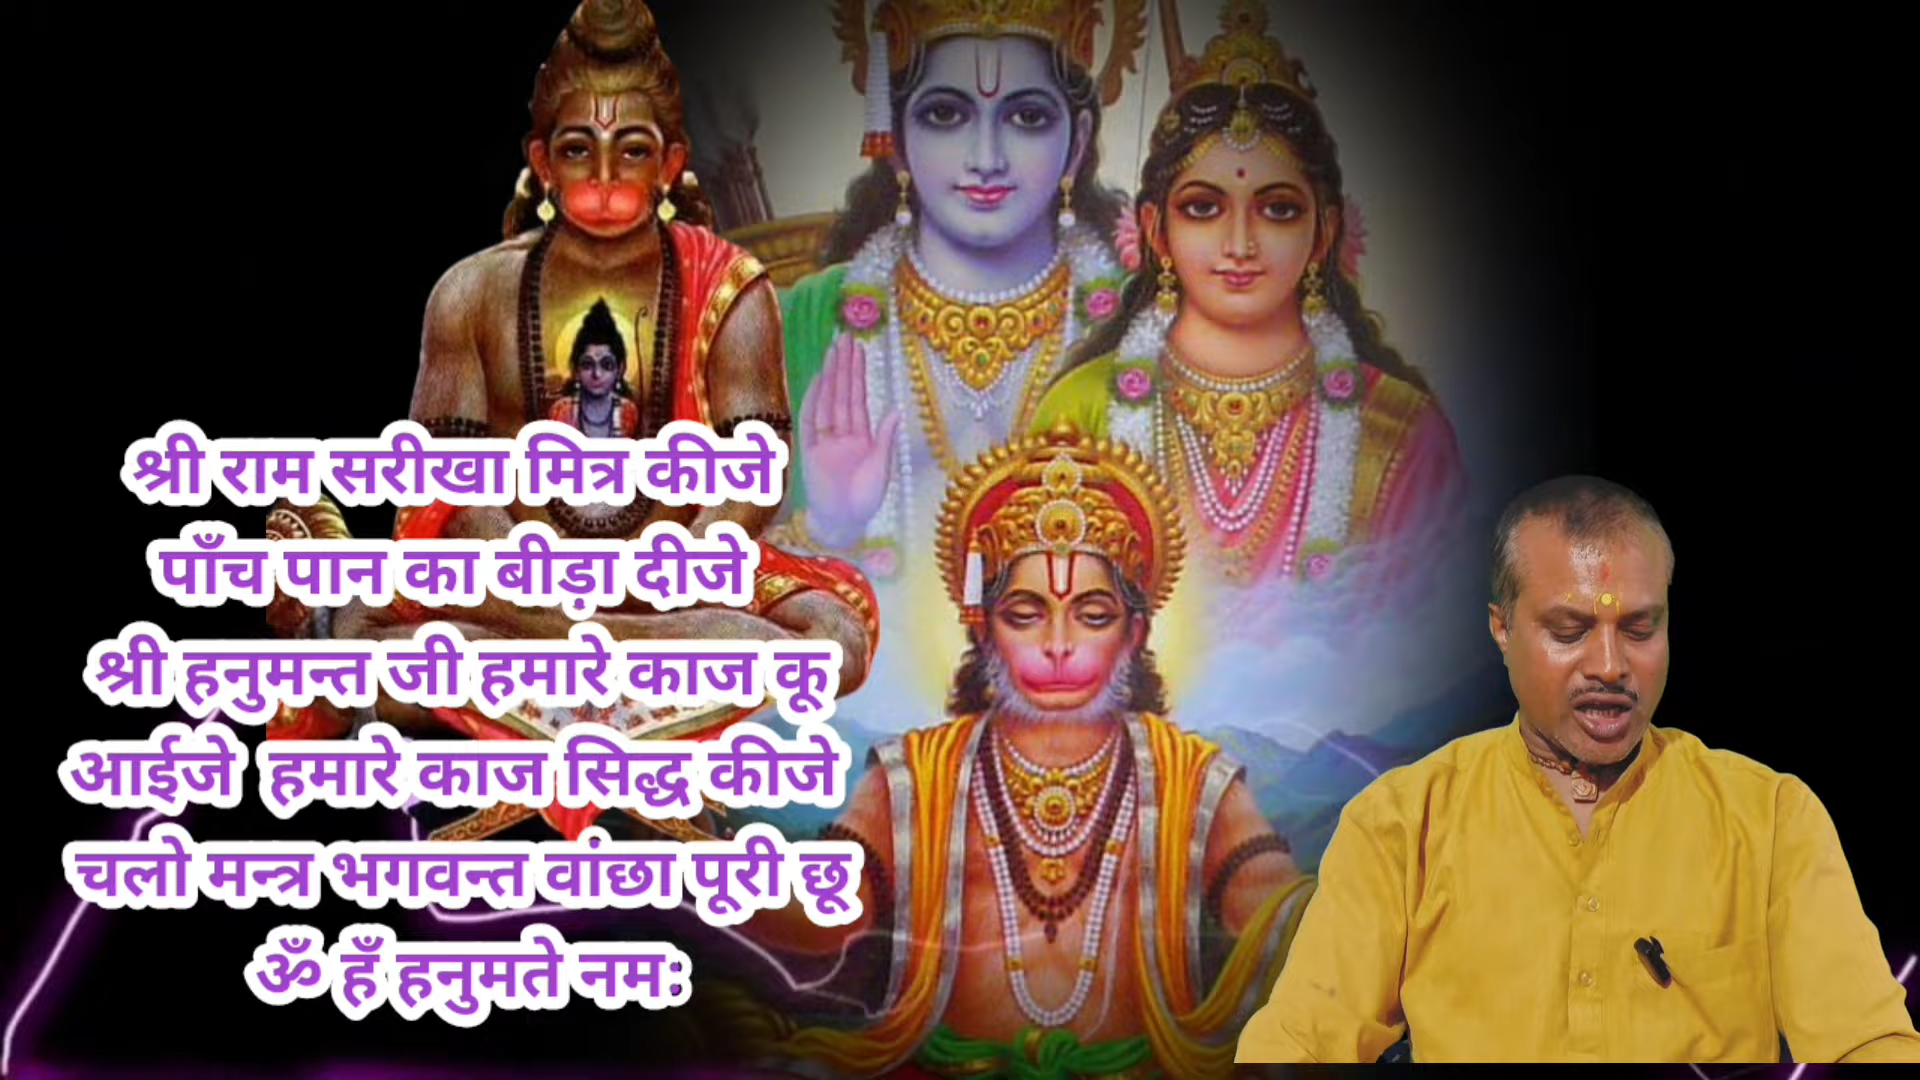 श्री राम सरीखा मित्र कीजे
पाँच पान का बीड़ा दीजे
श्री हनुमन्त जी हमारे काज कू
आईजे हमारे काज सिद्ध कीजे
चलो मन्त्र भगवन्त वांछा पूरी छू
ॐ हँ हनुमते नमः